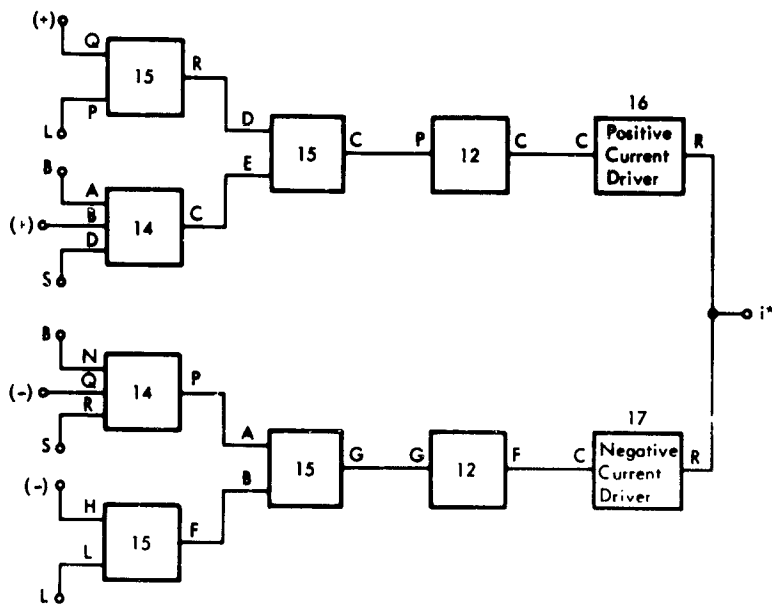 (+)
Q
15
R
P
L
D
15
C
P
12
C
C
16
Positive
Current
Driver
R
E
B
A
B
(+)
14
C
D
S
i*
B
N
Q
(-)
14
P
R
S
A
15
G
G
12
F
C
17
Negative
Current
Driver
R
B
(-)
H
15
F
L
L